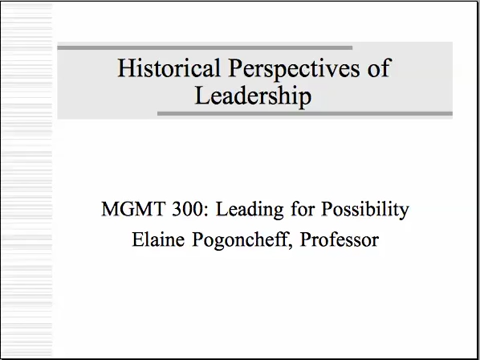 Historical Perspectives of
Leadership
MGMT 300: Leading for Possibility
Elaine Pogoncheff, Professor